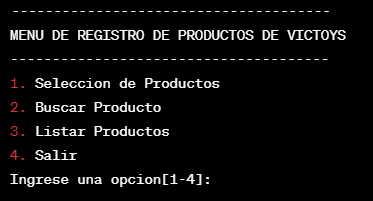 ---------------------------------------
MENU DE REGISTRO DE PRODUCTOS DE VICTOYS
---------------------------------------
1. Seleccion de Productos
2. Buscar Producto
3. Listar Productos
4. Salir
Ingrese una opcion[1-4]: